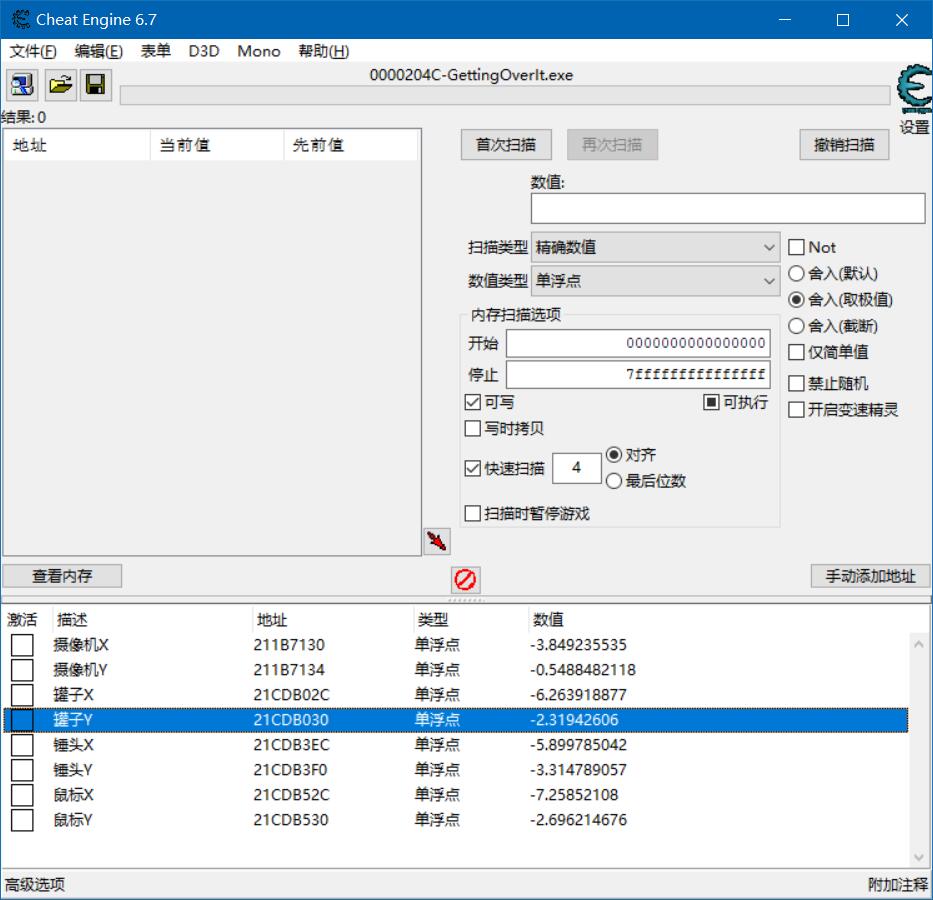 Cheat Engine 6.7
文件(F) 编辑(E) 表单 D3D Mono 帮助(H)
0000204C-GettingOverIt.exe
结果: 0
设置
地址 当前值 先前值
首次扫描 再次扫描 撤销扫描
数值:
扫描类型 精确数值 Not
数值类型 单浮点 舍入(默认)
舍入(取极值)
内存扫描选项
舍入(截断)
开始 0000000000000000
仅简单值
停止 7fffffffffffffff
禁止随机
可写 可执行
开启变速精灵
写时拷贝
快速扫描 4 对齐
最后位数
扫描时暂停游戏
查看内存 手动添加地址
激活 描述 地址 类型 数值
摄像机X 211B7130 单浮点 -3.849235535
摄像机Y 211B7134 单浮点 -0.5488482118
罐子X 21CDB02C 单浮点 -6.263918877
罐子Y 21CDB030 单浮点 -2.31942606
锤头X 21CDB3EC 单浮点 -5.899785042
锤头Y 21CDB3F0 单浮点 -3.314789057
鼠标X 21CDB52C 单浮点 -7.25852108
鼠标Y 21CDB530 单浮点 -2.696214676
高级选项 附加注释